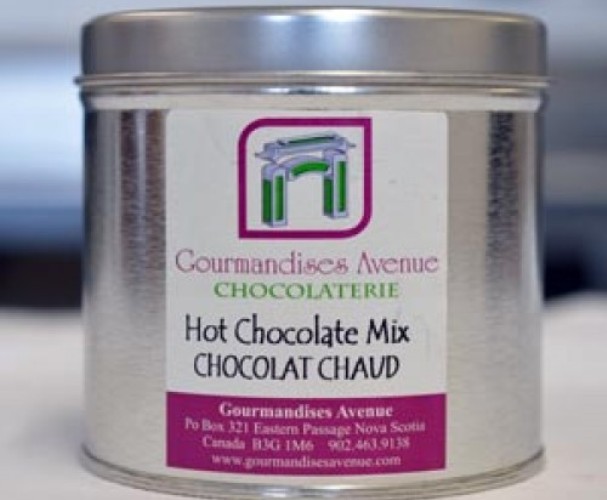 Gourmandises Avenue
CHOCOLATERIE
Hot Chocolate Mix
CHOCOLAT CHAUD
Gourmandises Avenue
Po Box 321 Eastern Passage Nova Scotia
Canada B3G 1M6 902.463.9138
www.gourmandisesavenue.com